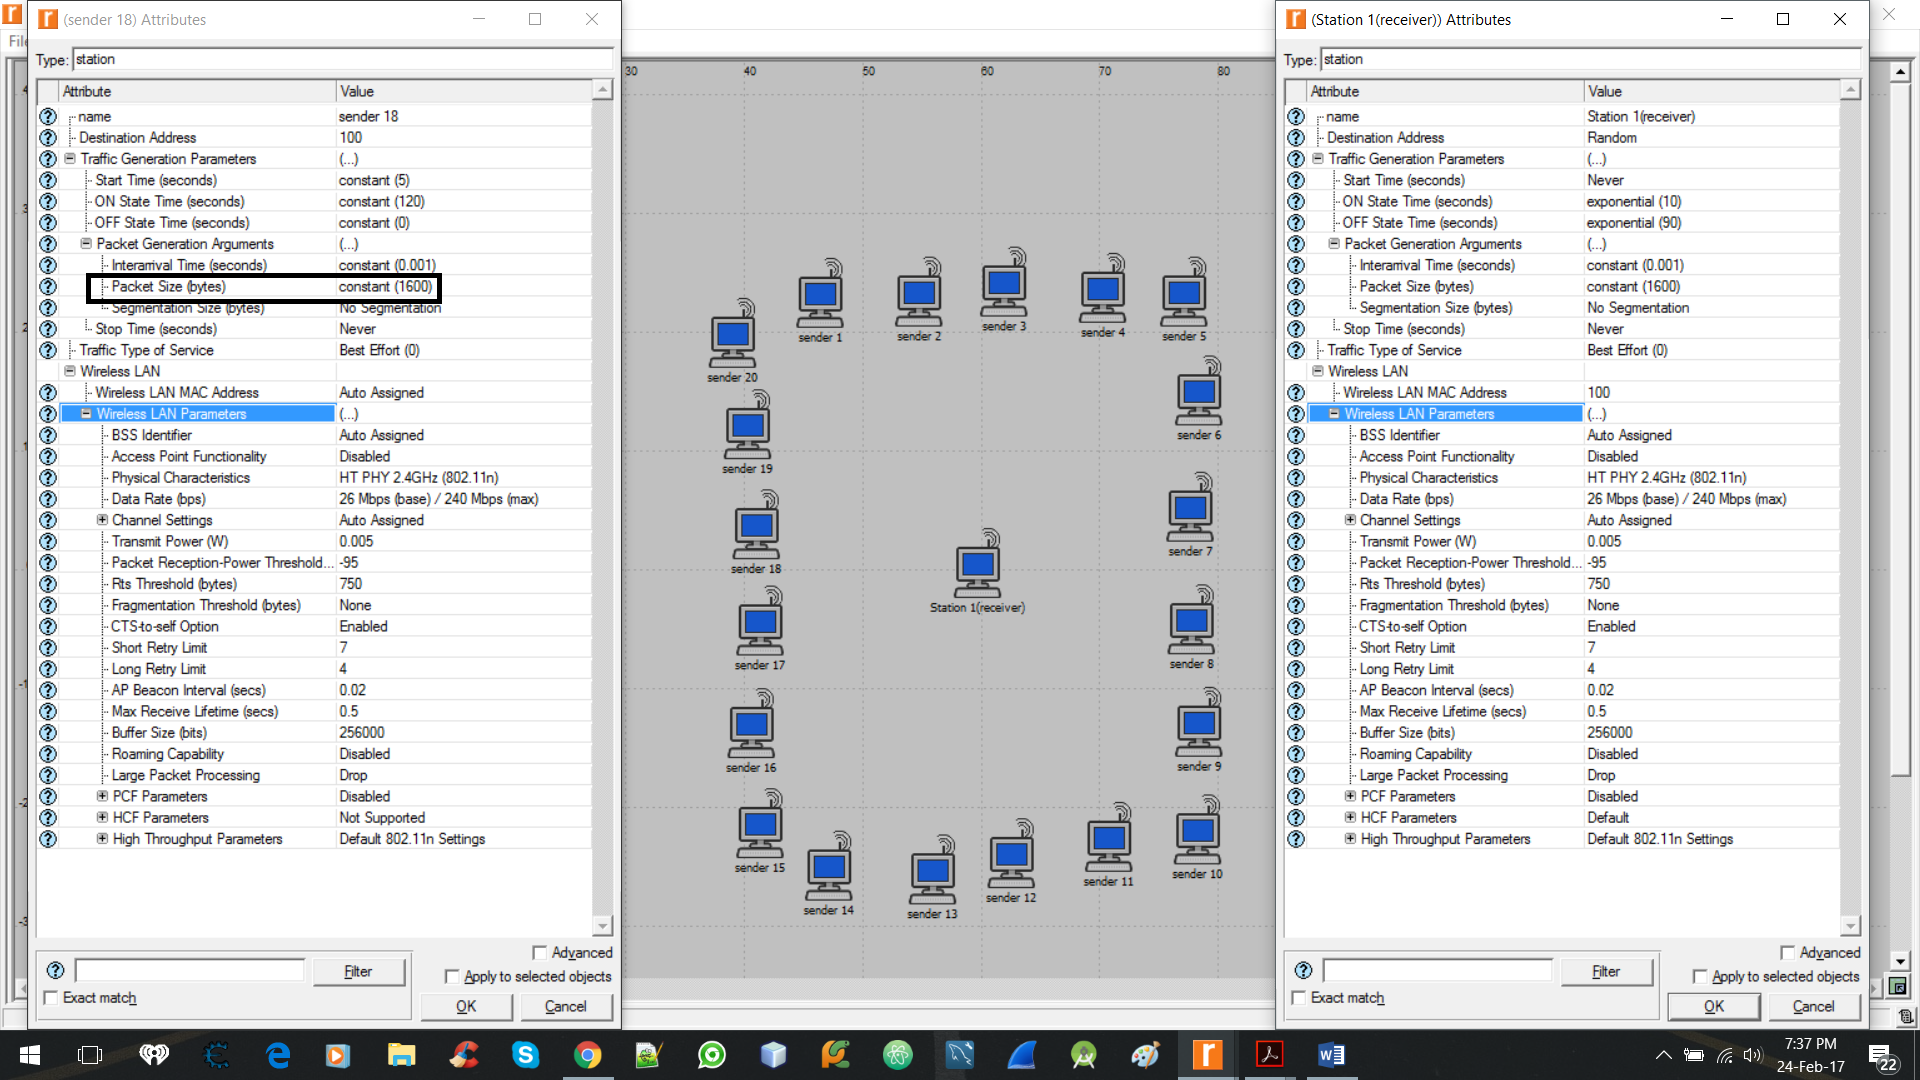 (sender 18) Attributes
Type: station
Attribute Value
name sender 18
Destination Address 100
Traffic Generation Parameters (...)
Start Time (seconds) constant (5)
ON State Time (seconds) constant (120)
OFF State Time (seconds) constant (0)
Packet Generation Arguments (...)
Interarrival Time (seconds) constant (0.001)
Packet Size (bytes) constant (1600)
Segmentation Size (bytes) No Segmentation
Stop Time (seconds) Never
Traffic Type of Service Best Effort (0)
Wireless LAN
Wireless LAN MAC Address Auto Assigned
Wireless LAN Parameters (...)
BSS Identifier Auto Assigned
Access Point Functionality Disabled
Physical Characteristics HT PHY 2.4GHz (802.11n)
Data Rate (bps) 26 Mbps (base) / 240 Mbps (max)
Channel Settings Auto Assigned
Transmit Power (W) 0.005
Packet Reception-Power Threshold... -95
Rts Threshold (bytes) 750
Fragmentation Threshold (bytes) None
CTS-to-self Option Enabled
Short Retry Limit 7
Long Retry Limit 4
AP Beacon Interval (secs) 0.02
Max Receive Lifetime (secs) 0.5
Buffer Size (bits) 256000
Roaming Capability Disabled
Large Packet Processing Drop
PCF Parameters Disabled
HCF Parameters Not Supported
High Throughput Parameters Default 802.11n Settings
Advanced
Filter
Apply to selected objects
Exact match
OK Cancel
30 40 50 60 70 80
sender 1
sender 2
sender 3
sender 4
sender 5
sender 20
sender 6
sender 19
sender 7
sender 18
Station 1(receiver)
sender 17
sender 8
sender 16
sender 9
sender 15
sender 10
sender 11
sender 12
sender 14
sender 13
(Station 1(receiver)) Attributes
Type: station
Attribute Value
name Station 1(receiver)
Destination Address Random
Traffic Generation Parameters (...)
Start Time (seconds) Never
ON State Time (seconds) exponential (10)
OFF State Time (seconds) exponential (90)
Packet Generation Arguments (...)
Interarrival Time (seconds) constant (0.001)
Packet Size (bytes) constant (1600)
Segmentation Size (bytes) No Segmentation
Stop Time (seconds) Never
Traffic Type of Service Best Effort (0)
Wireless LAN
Wireless LAN MAC Address 100
Wireless LAN Parameters (...)
BSS Identifier Auto Assigned
Access Point Functionality Disabled
Physical Characteristics HT PHY 2.4GHz (802.11n)
Data Rate (bps) 26 Mbps (base) / 240 Mbps (max)
Channel Settings Auto Assigned
Transmit Power (W) 0.005
Packet Reception-Power Threshold... -95
Rts Threshold (bytes) 750
Fragmentation Threshold (bytes) None
CTS-to-self Option Enabled
Short Retry Limit 7
Long Retry Limit 4
AP Beacon Interval (secs) 0.02
Max Receive Lifetime (secs) 0.5
Buffer Size (bits) 256000
Roaming Capability Disabled
Large Packet Processing Drop
PCF Parameters Disabled
HCF Parameters Default
High Throughput Parameters Default 802.11n Settings
Advanced
Filter
Apply to selected objects
Exact match
OK Cancel
7:37 PM
24-Feb-17
22